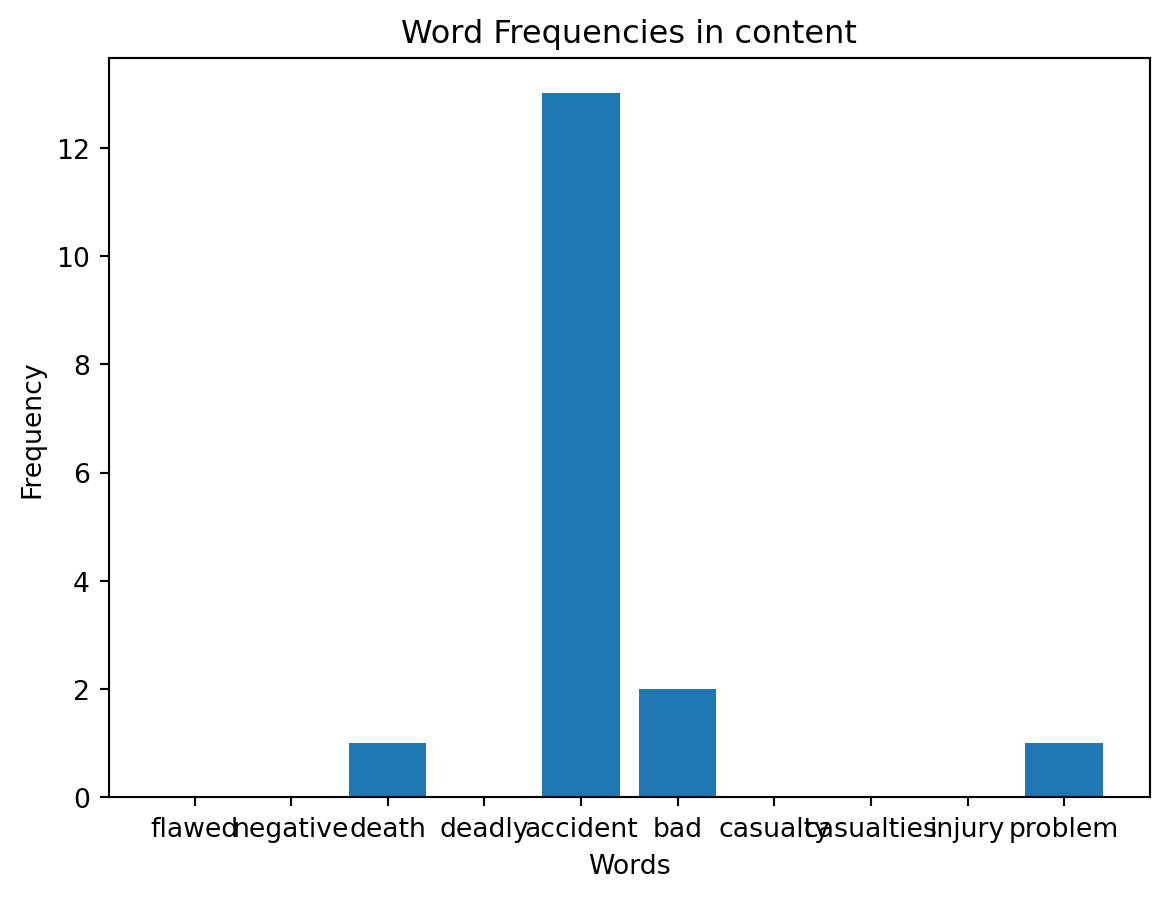 Word Frequencies in content
12
10
8
6
4
2
0
Frequency
flawed negative death deadly accident bad casualty casualties injury problem
Words